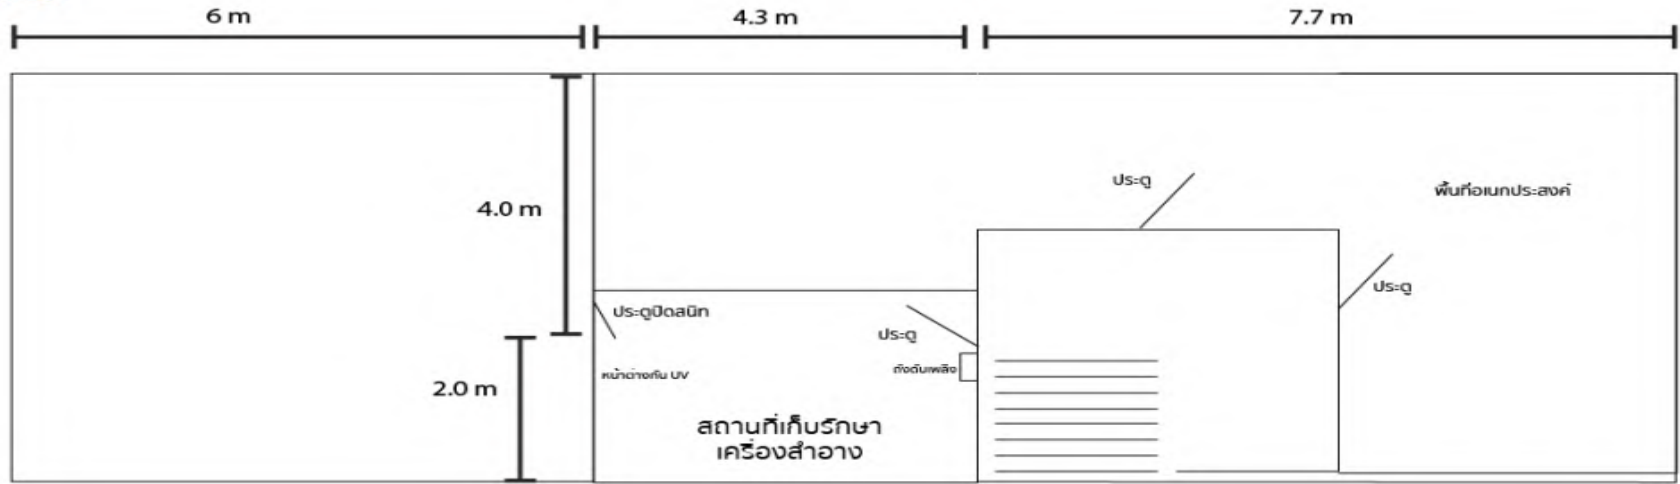 6 m
4.3 m
7.7 m
ประตู
พื้นที่อเนกประสงค์
4.0 m
ประตู
ประตูปิดสนิท
ประตู
ถังดับเพลิง
หน้าต่างกัน UV
2.0 m
สถานที่เก็บรักษา
เครื่องสำอาง